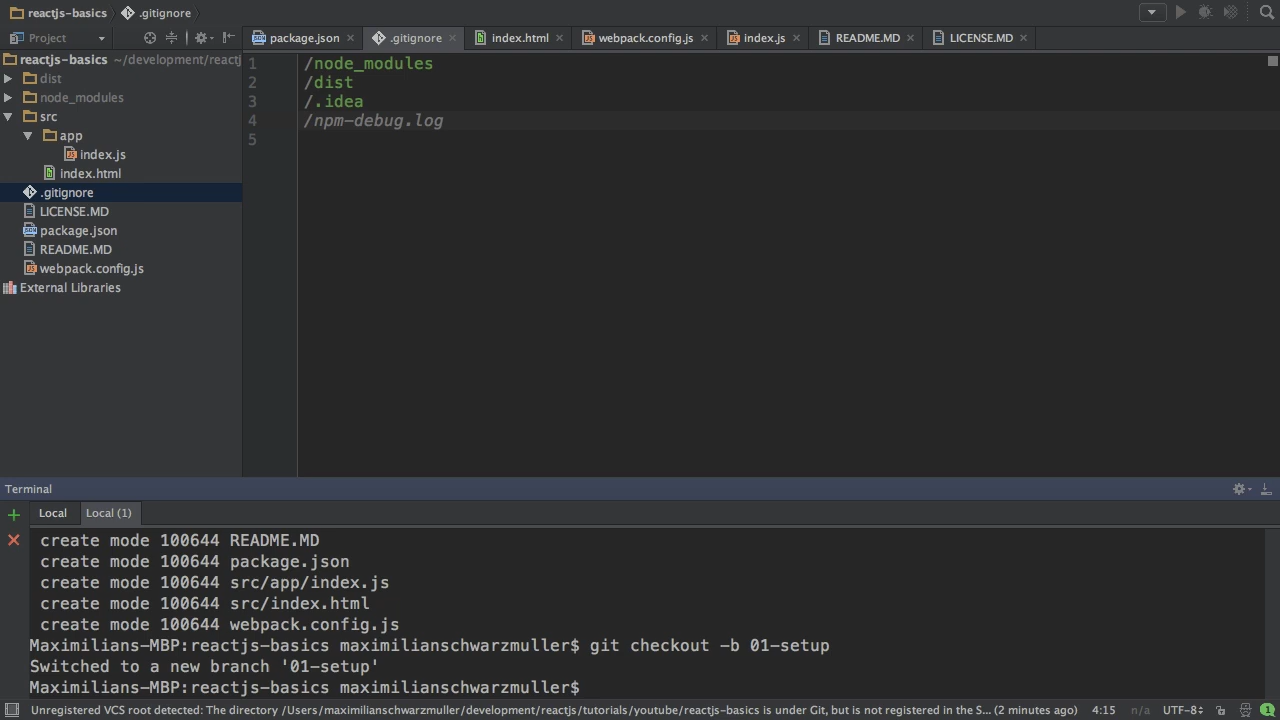 reactjs-basics .gitignore
Project
package.json .gitignore index.html webpack.config.js index.js README.MD LICENSE.MD
reactjs-basics ~/development/reactj
dist
node_modules
src
app
index.js
index.html
.gitignore
LICENSE.MD
package.json
README.MD
webpack.config.js
External Libraries
1 /node_modules
2 /dist
3 /.idea
4 /npm-debug.log
5
Terminal
Local Local (1)
create mode 100644 README.MD
create mode 100644 package.json
create mode 100644 src/app/index.js
create mode 100644 src/index.html
create mode 100644 webpack.config.js
Maximilians-MBP:reactjs-basics maximilianschwarzmuller$ git checkout -b 01-setup
Switched to a new branch '01-setup'
Maximilians-MBP:reactjs-basics maximilianschwarzmuller$
Unregistered VCS root detected: The directory /Users/maximilianschwarzmuller/development/reactjs/tutorials/youtube/reactjs-basics is under Git, but is not registered in the S... (2 minutes ago) 4:15 n/a UTF-8 1